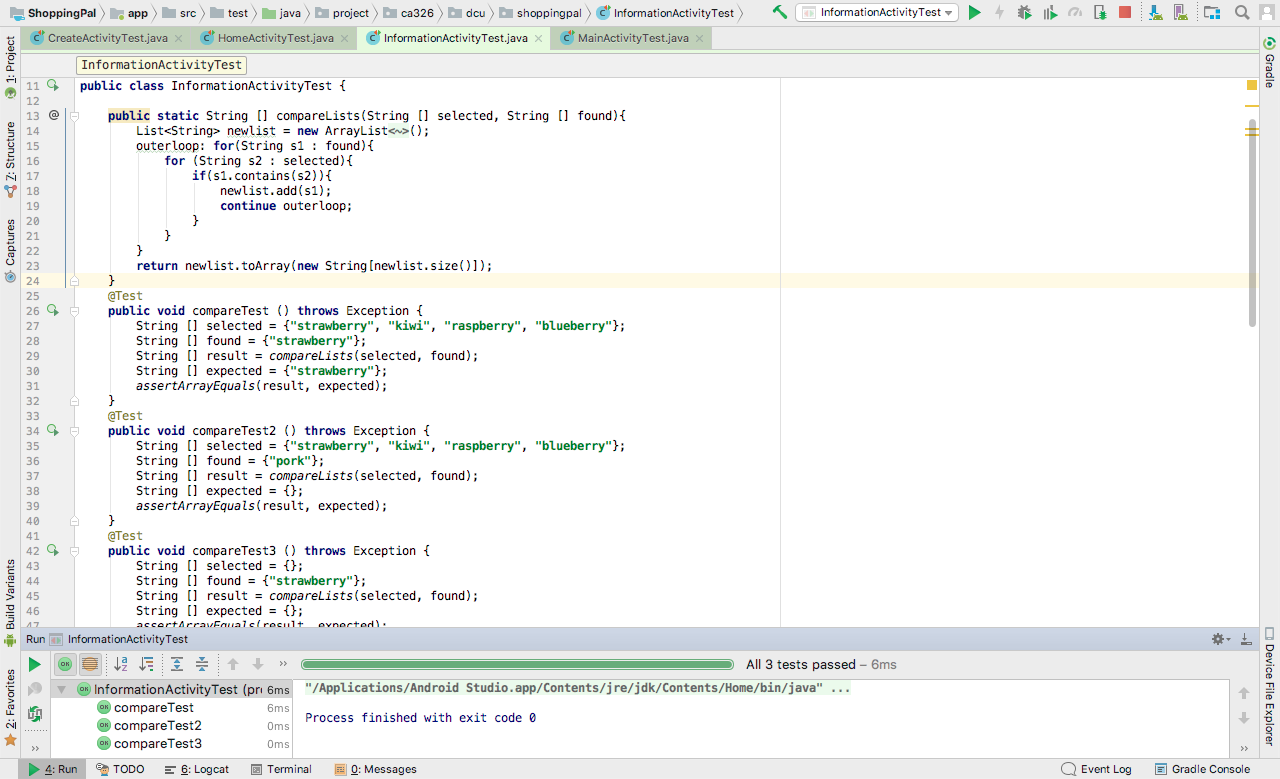 ShoppingPal app src test java project ca326 dcu shoppingpal InformationActivityTest InformationActivityTest
CreateActivityTest.java HomeActivityTest.java InformationActivityTest.java MainActivityTest.java
InformationActivityTest
1: Project
7: Structure
Captures
Build Variants
2: Favorites
11 public class InformationActivityTest {
12
13 @ public static String [] compareLists(String [] selected, String [] found){
14 List<String> newlist = new ArrayList<~>();
15 outerloop: for(String s1 : found){
16 for (String s2 : selected){
17 if(s1.contains(s2)){
18 newlist.add(s1);
19 continue outerloop;
20 }
21 }
22 }
23 return newlist.toArray(new String[newlist.size()]);
24 }
25 @Test
26 public void compareTest () throws Exception {
27 String [] selected = {"strawberry", "kiwi", "raspberry", "blueberry"};
28 String [] found = {"strawberry"};
29 String [] result = compareLists(selected, found);
30 String [] expected = {"strawberry"};
31 assertArrayEquals(result, expected);
32 }
33 @Test
34 public void compareTest2 () throws Exception {
35 String [] selected = {"strawberry", "kiwi", "raspberry", "blueberry"};
36 String [] found = {"pork"};
37 String [] result = compareLists(selected, found);
38 String [] expected = {};
39 assertArrayEquals(result, expected);
40 }
41 @Test
42 public void compareTest3 () throws Exception {
43 String [] selected = {};
44 String [] found = {"strawberry"};
45 String [] result = compareLists(selected, found);
46 String [] expected = {};
47 assertArrayEquals(result, expected);
Gradle
Device File Explorer
Run InformationActivityTest
All 3 tests passed – 6ms
InformationActivityTest (pro 6ms
compareTest 6ms
compareTest2 0ms
compareTest3 0ms
"/Applications/Android Studio.app/Contents/jre/jdk/Contents/Home/bin/java" ...
Process finished with exit code 0
4: Run TODO 6: Logcat Terminal 0: Messages Event Log Gradle Console